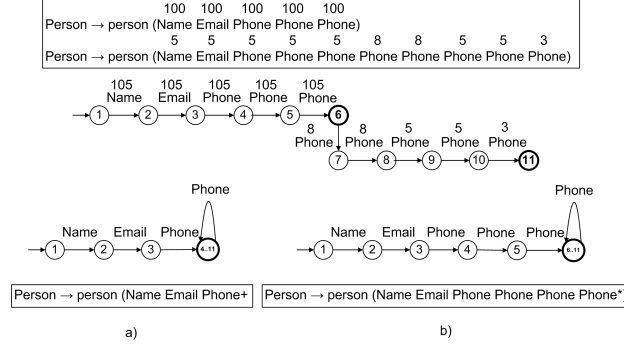 100 100 100 100 100
Person → person (Name Email Phone Phone Phone)
5 5 5 5 5 8 8 5 5 3
Person → person (Name Email Phone Phone Phone Phone Phone Phone Phone Phone)
105 105 105 105 105
Name Email Phone Phone Phone
1 2 3 4 5 6
8 8 5 5 3
Phone Phone Phone Phone Phone
7 8 9 10 11
Phone
Name Email Phone
1 2 3 4..11
Phone
Name Email Phone Phone Phone
1 2 3 4 5 6..11
Person → person (Name Email Phone+
Person → person (Name Email Phone Phone Phone Phone*)
a)
b)